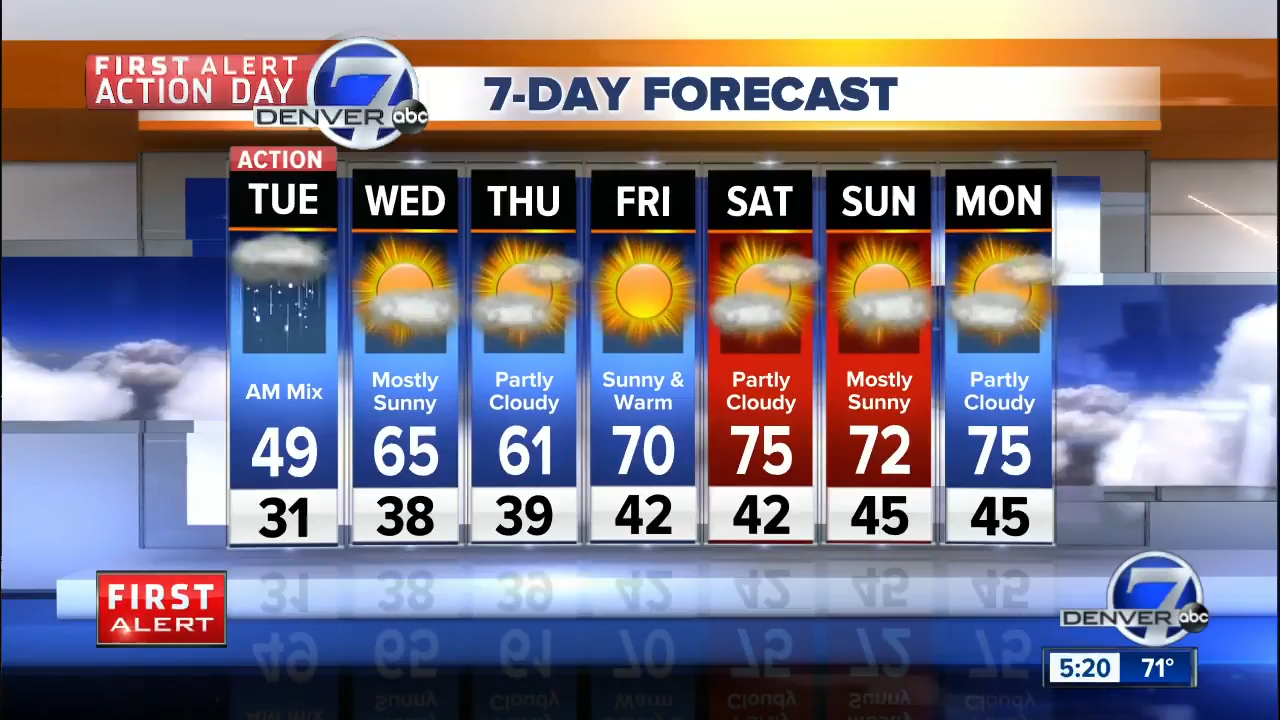 FIRST ALERT
ACTION DAY
7
DENVER abc
7-DAY FORECAST
ACTION
TUE WED THU FRI SAT SUN MON
AM Mix
Mostly
Sunny
Partly
Cloudy
Sunny &
Warm
Partly
Cloudy
Mostly
Sunny
Partly
Cloudy
49 65 61 70 75 72 75
31 38 39 42 42 45 45
FIRST
ALERT
7
DENVER abc
5:20 71°